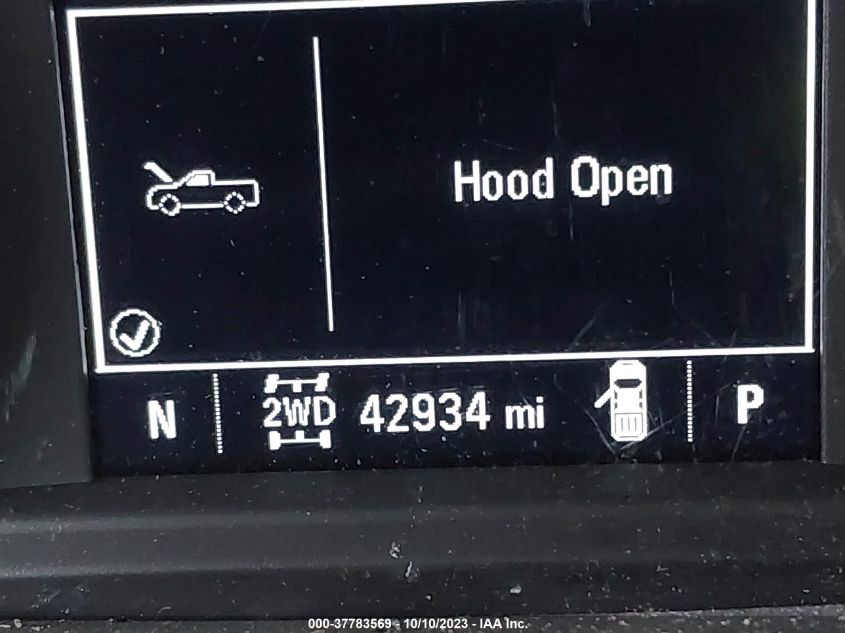 Hood Open
N 2WD 42934 mi P
000-37783569 - 10/10/2023 - IAA Inc.